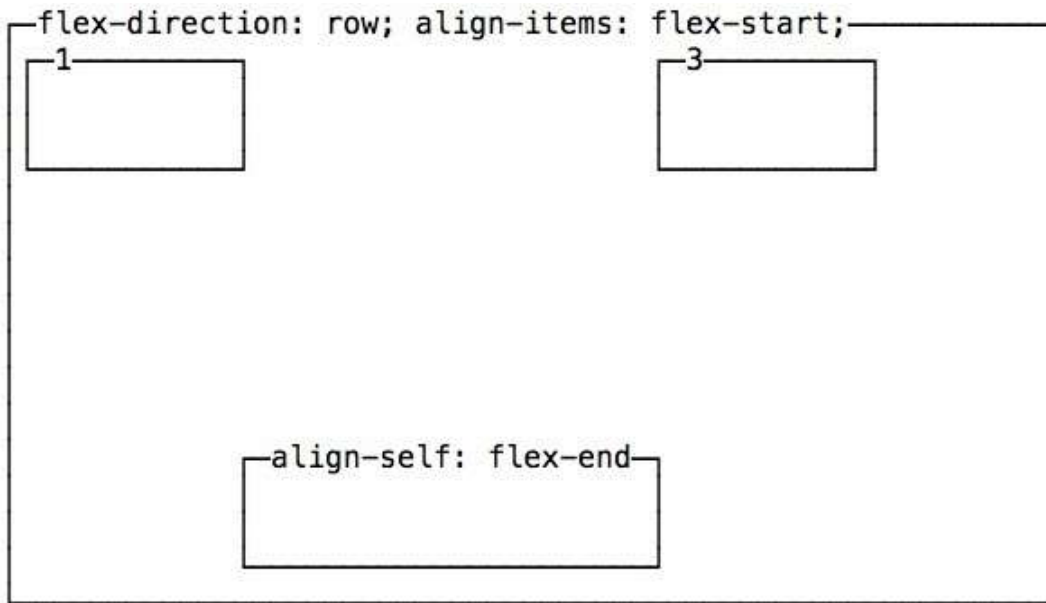 flex-direction: row; align-items: flex-start;
1
3
align-self: flex-end